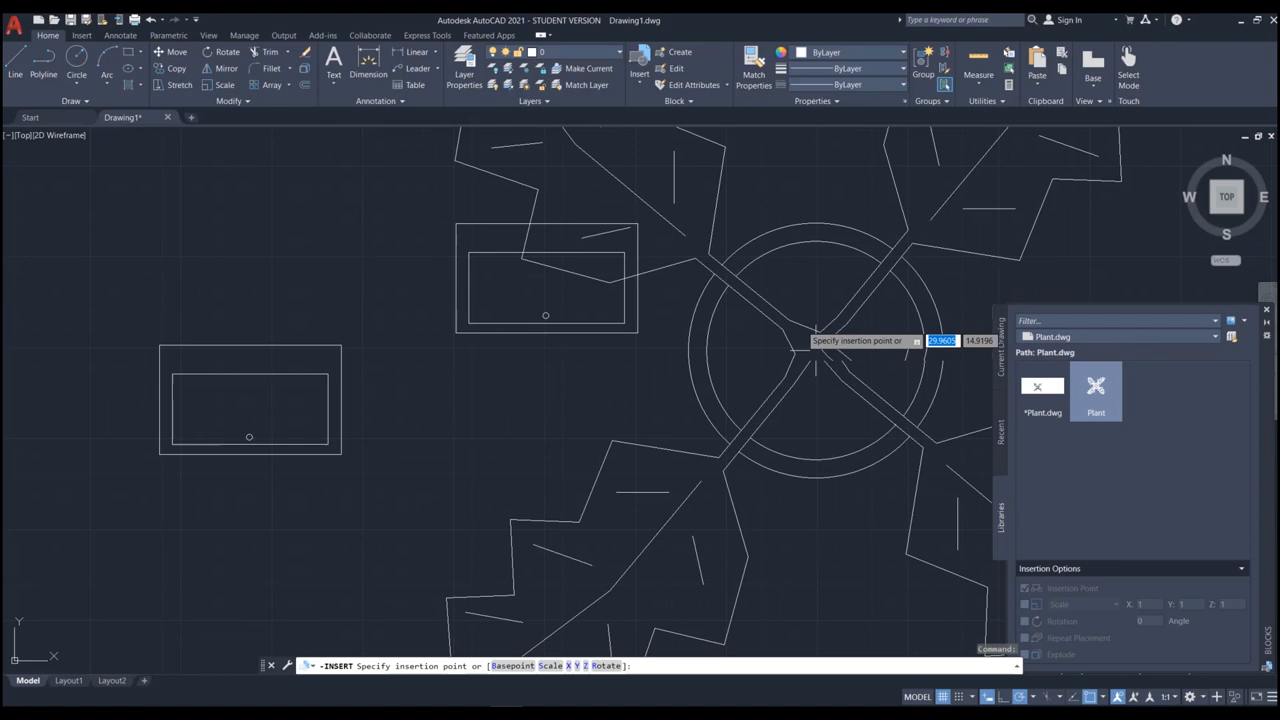 Autodesk AutoCAD 2021 - STUDENT VERSION Drawing1.dwg
Type a keyword or phrase
Sign In
Home Insert Annotate Parametric View Manage Output Add-ins Collaborate Express Tools Featured Apps
Line Polyline Circle Arc
Move Rotate Trim
Copy Mirror Fillet
Stretch Scale Array
Text Dimension
Linear
Leader
Table
Layer Properties
0
Make Current
Match Layer
Insert
Create
Edit
Edit Attributes
Match Properties
ByLayer
ByLayer
ByLayer
Group
Measure
Paste
Base
Select Mode
Draw Modify Annotation Layers Block Properties Groups Utilities Clipboard View Touch
Start Drawing1*
[−][Top][2D Wireframe]
N
W TOP E
S
WCS
Specify insertion point or 29.9605 14.9196
Filter...
Plant.dwg
Path: Plant.dwg
*Plant.dwg Plant
Current Drawing
Recent
Libraries
BLOCKS
Insertion Options
Insertion Point
Scale X: 1 Y: 1 Z: 1
Rotation 0 Angle
Repeat Placement
Explode
Y
X
Command:
-INSERT Specify insertion point or [Basepoint Scale X Y Z Rotate]:
Model Layout1 Layout2
MODEL
1:1